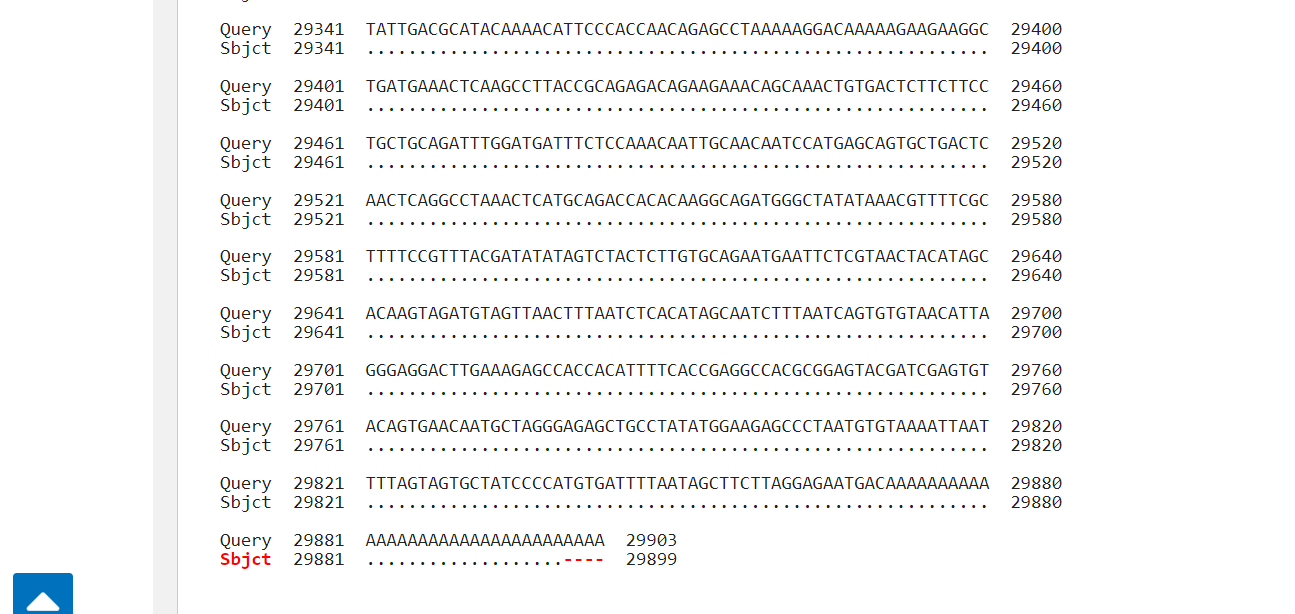 Query 29341 TATTGACGCATACAAAACATTCCCACCAACAGAGCCTAAAAAGGACAAAAAGAAGAAGGC 29400
Sbjct 29341 ............................................................ 29400
Query 29401 TGATGAAACTCAAGCCTTACCGCAGAGACAGAAGAAACAGCAAACTGTGACTCTTCTTCC 29460
Sbjct 29401 ............................................................ 29460
Query 29461 TGCTGCAGATTTGGATGATTTCTCCAAACAATTGCAACAATCCATGAGCAGTGCTGACTC 29520
Sbjct 29461 ............................................................ 29520
Query 29521 AACTCAGGCCTAAACTCATGCAGACCACACAAGGCAGATGGGCTATATAAACGTTTTCGC 29580
Sbjct 29521 ............................................................ 29580
Query 29581 TTTTCCGTTTACGATATATAGTCTACTCTTGTGCAGAATGAATTCTCGTAACTACATAGC 29640
Sbjct 29581 ............................................................ 29640
Query 29641 ACAAGTAGATGTAGTTAACTTTAATCTCACATAGCAATCTTTAATCAGTGTGTAACATTA 29700
Sbjct 29641 ............................................................ 29700
Query 29701 GGGAGGACTTGAAAGAGCCACCACATTTTCACCGAGGCCACGCGGAGTACGATCGAGTGT 29760
Sbjct 29701 ............................................................ 29760
Query 29761 ACAGTGAACAATGCTAGGGAGAGCTGCCTATATGGAAGAGCCCTAATGTGTAAAATTAAT 29820
Sbjct 29761 ............................................................ 29820
Query 29821 TTTAGTAGTGCTATCCCCATGTGATTTTAATAGCTTCTTAGGAGAATGACAAAAAAAAAA 29880
Sbjct 29821 ............................................................ 29880
Query 29881 AAAAAAAAAAAAAAAAAAAAAAA 29903
Sbjct 29881 ...................---- 29899